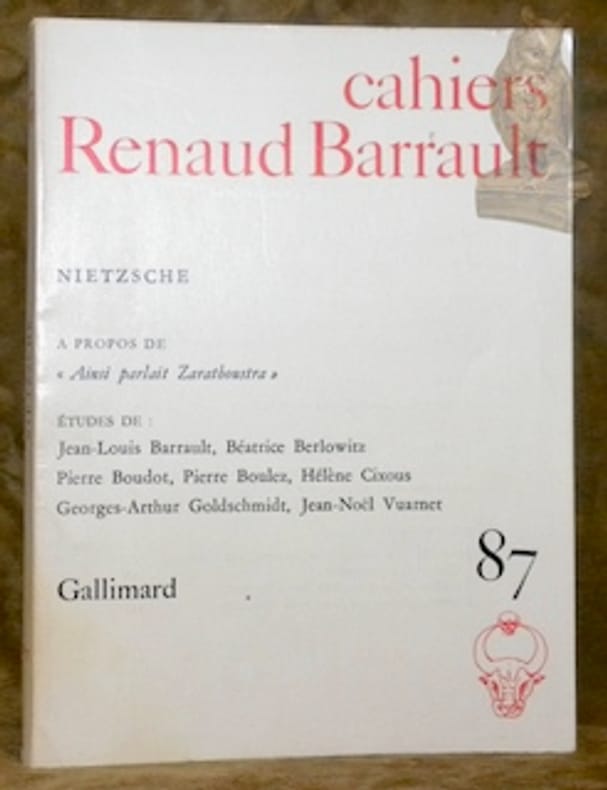 cahiers
Renaud Barrault
NIETZSCHE
A PROPOS DE
« Ainsi parlait Zarathoustra »
ÉTUDES DE :
Jean-Louis Barrault, Béatrice Berlowitz
Pierre Boudot, Pierre Boulez, Hélène Cixous
Georges-Arthur Goldschmidt, Jean-Noël Vuarnet
87
Gallimard